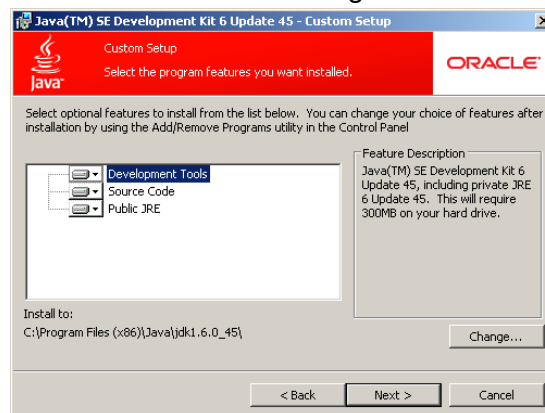 Java(TM) SE Development Kit 6 Update 45 - Custom Setup
Custom Setup
Select the program features you want installed.
Java
ORACLE
Select optional features to install from the list below. You can change your choice of features after
installation by using the Add/Remove Programs utility in the Control Panel
Development Tools
Source Code
Public JRE
Feature Description
Java(TM) SE Development Kit 6
Update 45, including private JRE
6 Update 45. This will require
300MB on your hard drive.
Install to:
C:\Program Files (x86)\Java\jdk1.6.0_45\
Change...
< Back
Next >
Cancel